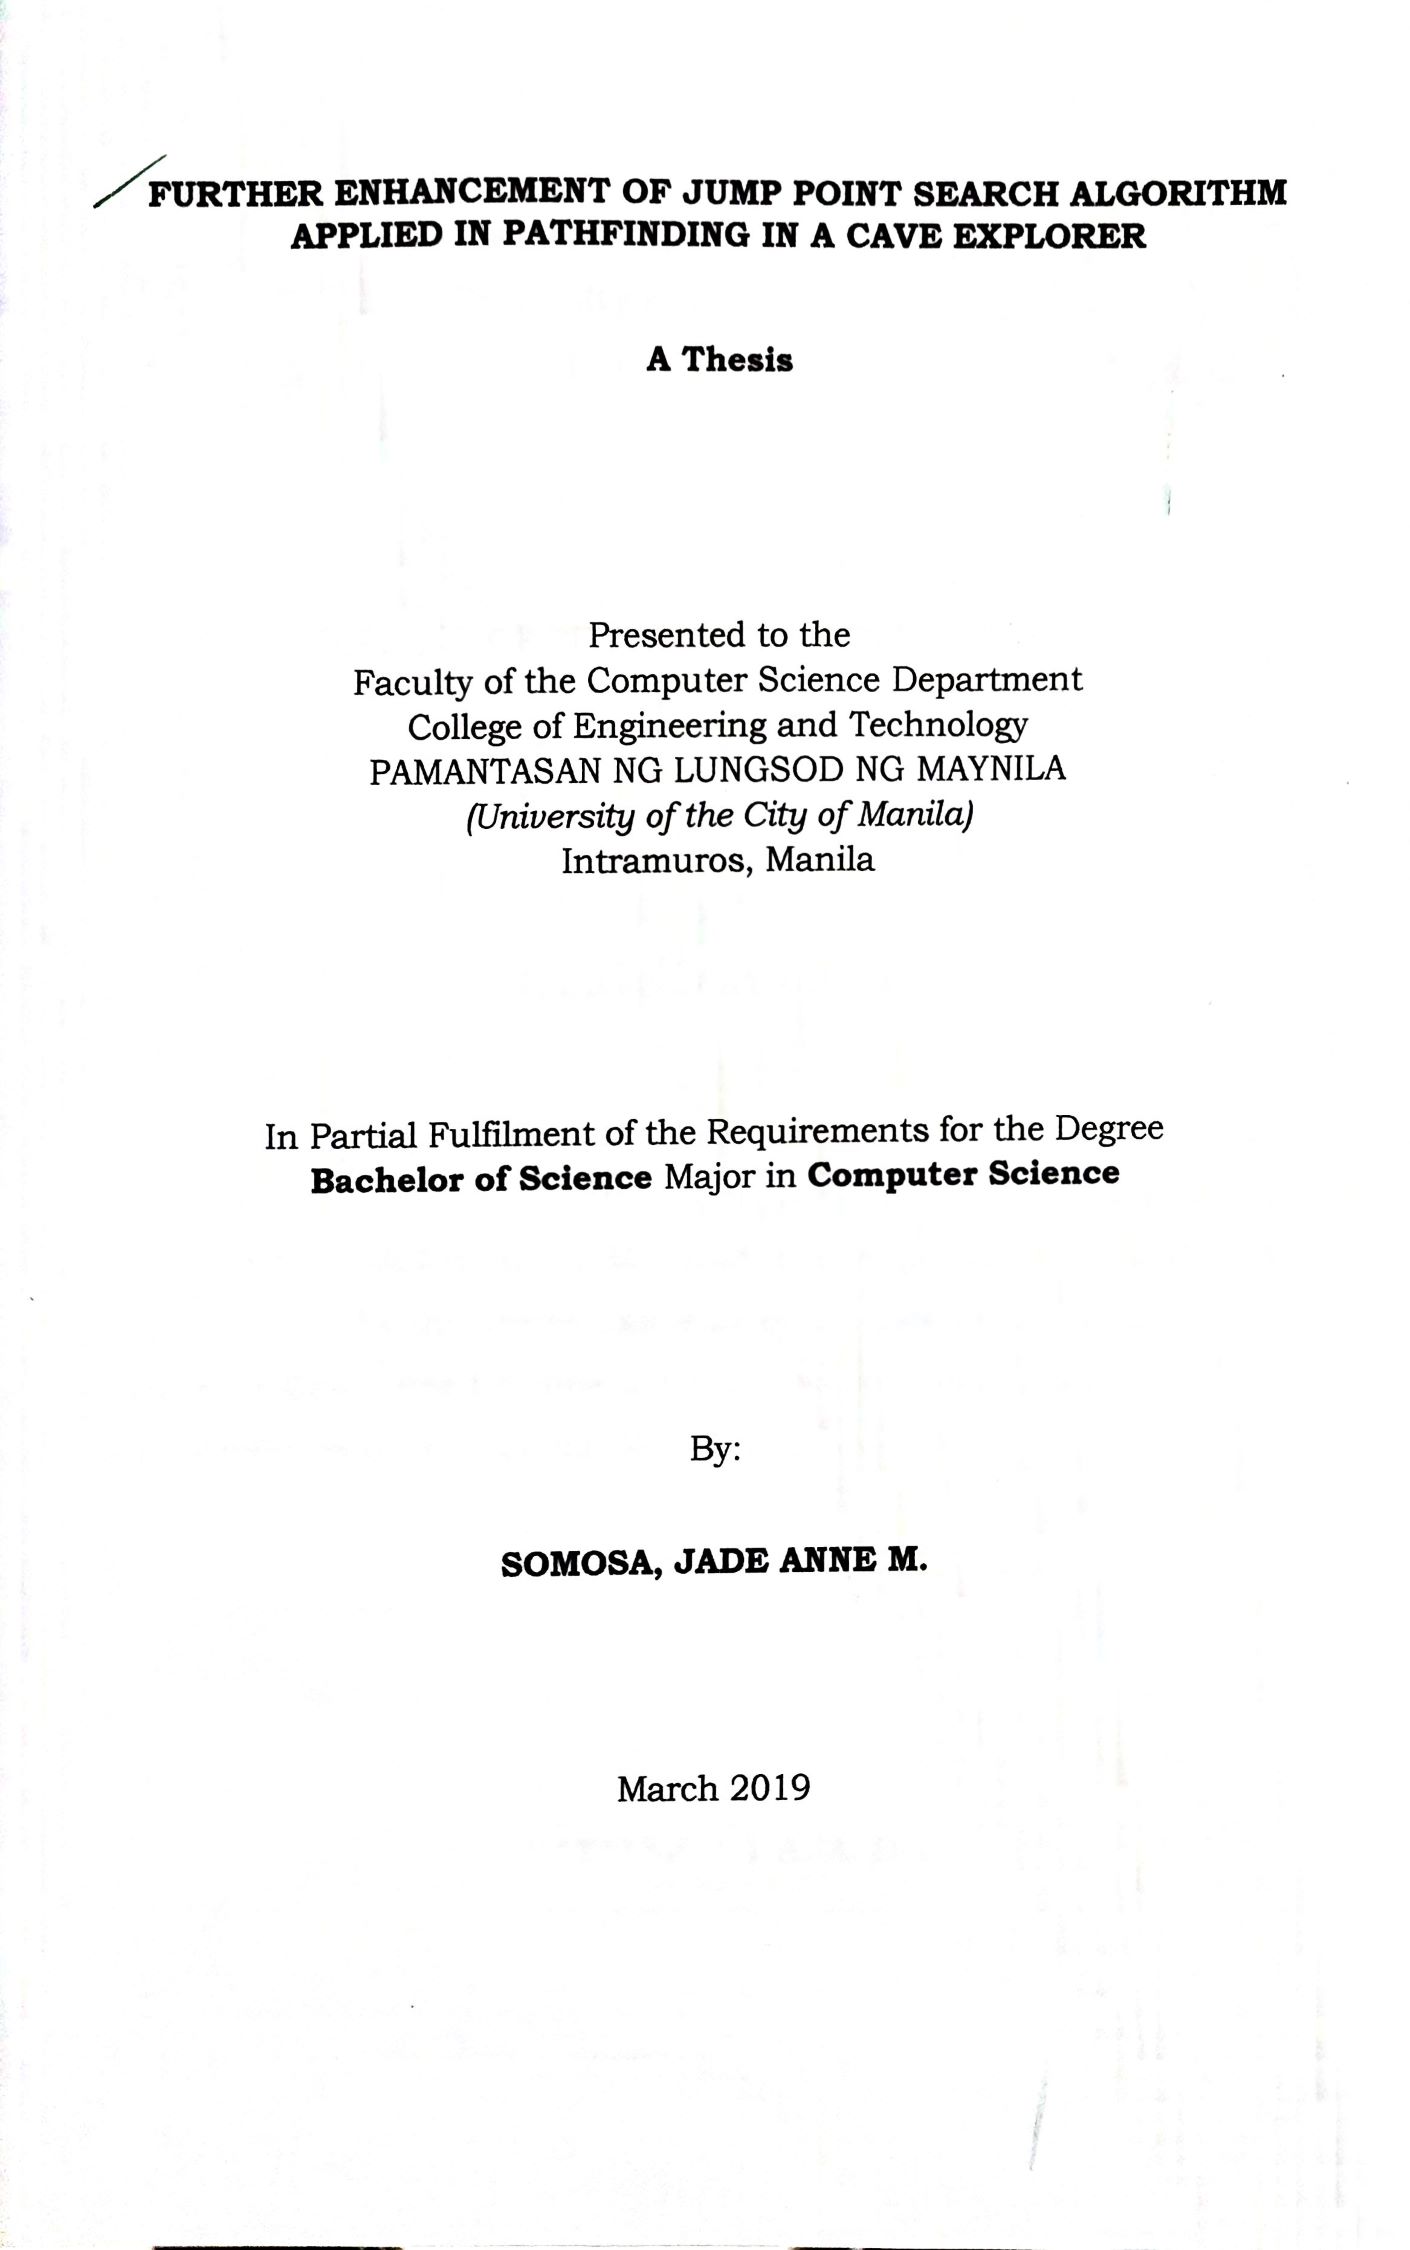 FURTHER ENHANCEMENT OF JUMP POINT SEARCH ALGORITHM
APPLIED IN PATHFINDING IN A CAVE EXPLORER
A Thesis
Presented to the
Faculty of the Computer Science Department
College of Engineering and Technology
PAMANTASAN NG LUNGSOD NG MAYNILA
(University of the City of Manila)
Intramuros, Manila
In Partial Fulfilment of the Requirements for the Degree
Bachelor of Science Major in Computer Science
By:
SOMOSA, JADE ANNE M.
March 2019